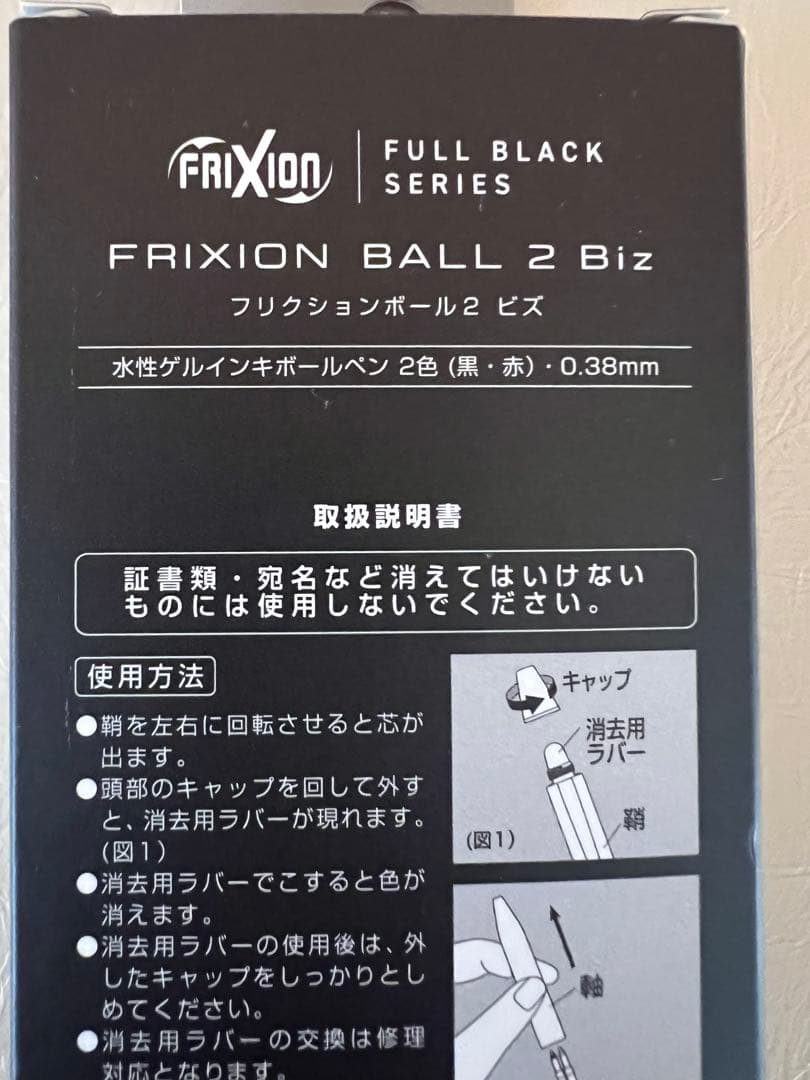 FRIXION
FULL BLACK
SERIES
FRIXION BALL 2 Biz
フリクションボール2 ビズ
水性ゲルインキボールペン 2色 (黒・赤)・0.38mm
取扱説明書
証書類・宛名など消えてはいけない
ものには使用しないでください。
使用方法
●鞘を左右に回転させると芯が
出ます。
●頭部のキャップを回して外す
と、消去用ラバーが現れます。
(図1)
●消去用ラバーでこすると色が
消えます。
●消去用ラバーの使用後は、外
したキャップをしっかりとし
めてください。
●消去用ラバーの交換は修理
対応となります。
キャップ
消去用
ラバー
(図1)
軸